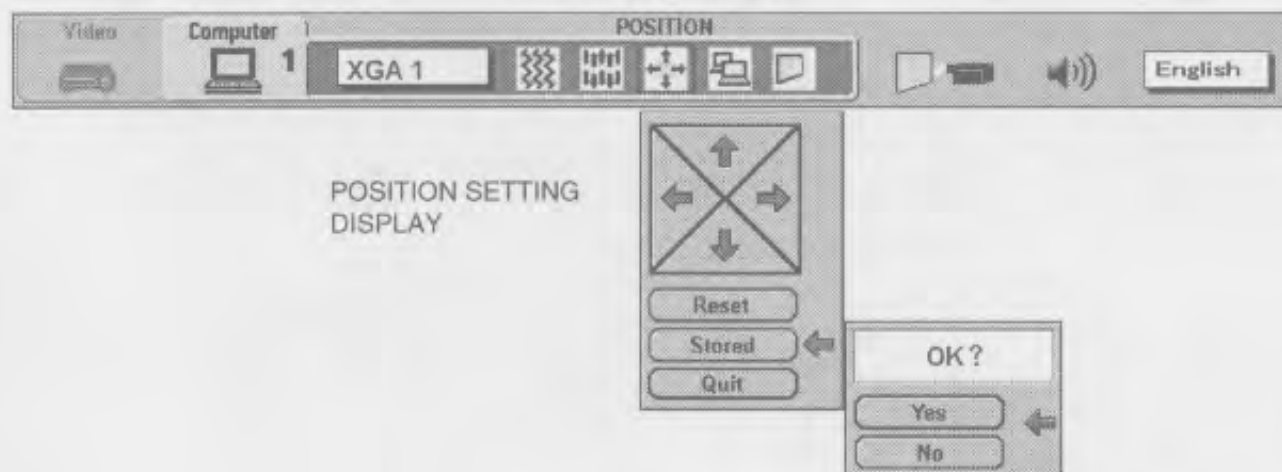 Video
Computer
1
POSITION
XGA 1
English
POSITION SETTING
DISPLAY
Reset
Stored
Quit
OK ?
Yes
No